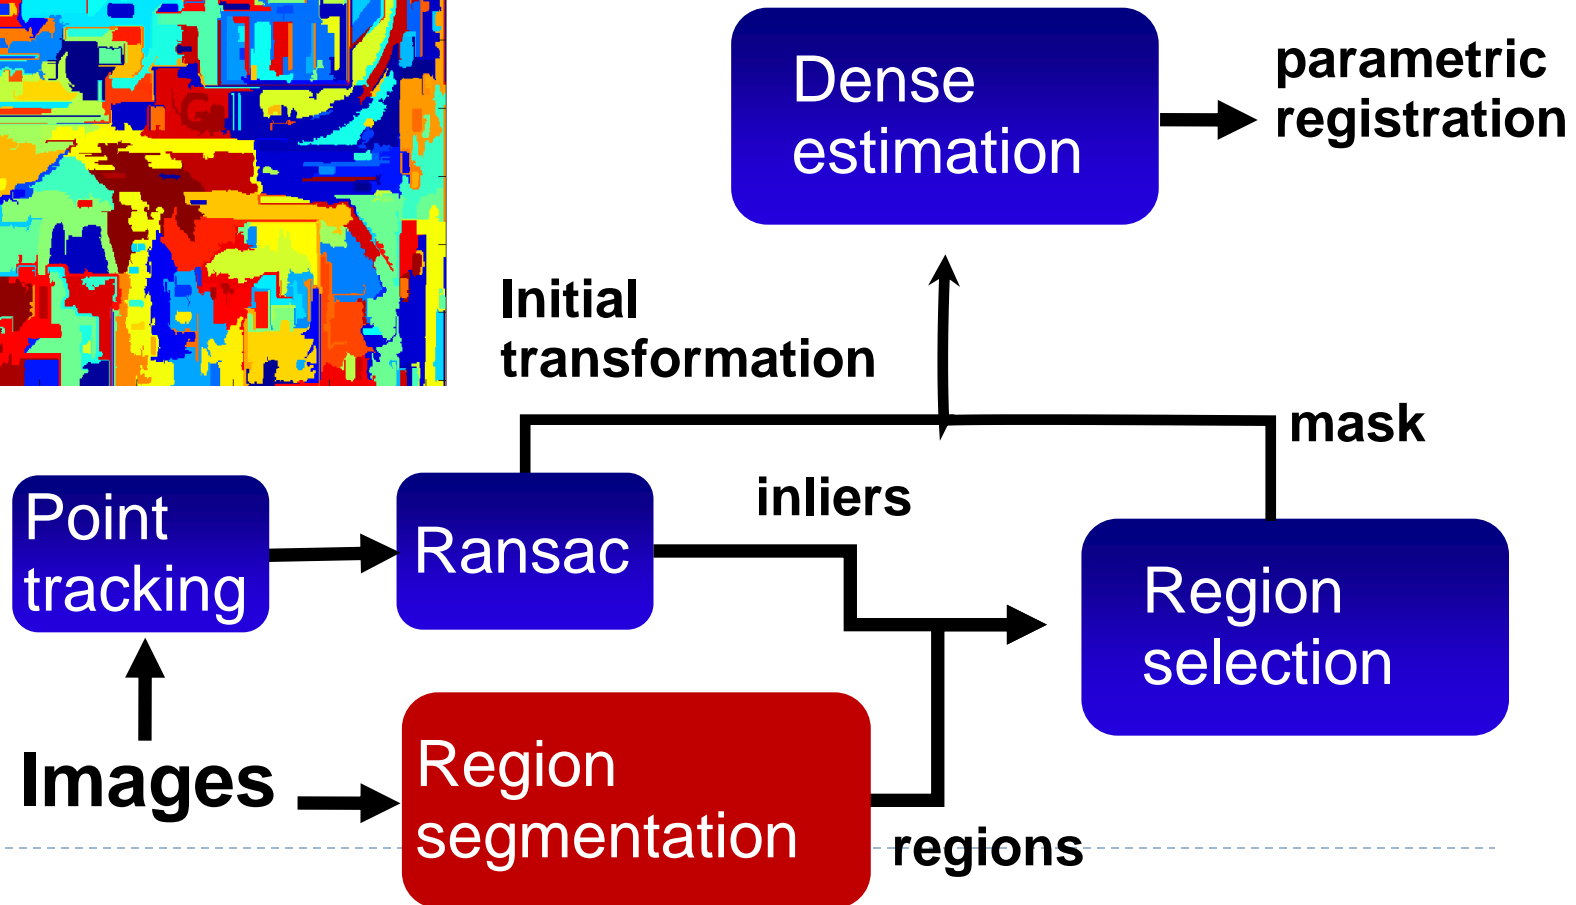 Dense
estimation
parametric
registration
Initial
transformation
mask
Point
tracking
Ransac
inliers
Region
selection
Images
Region
segmentation
regions